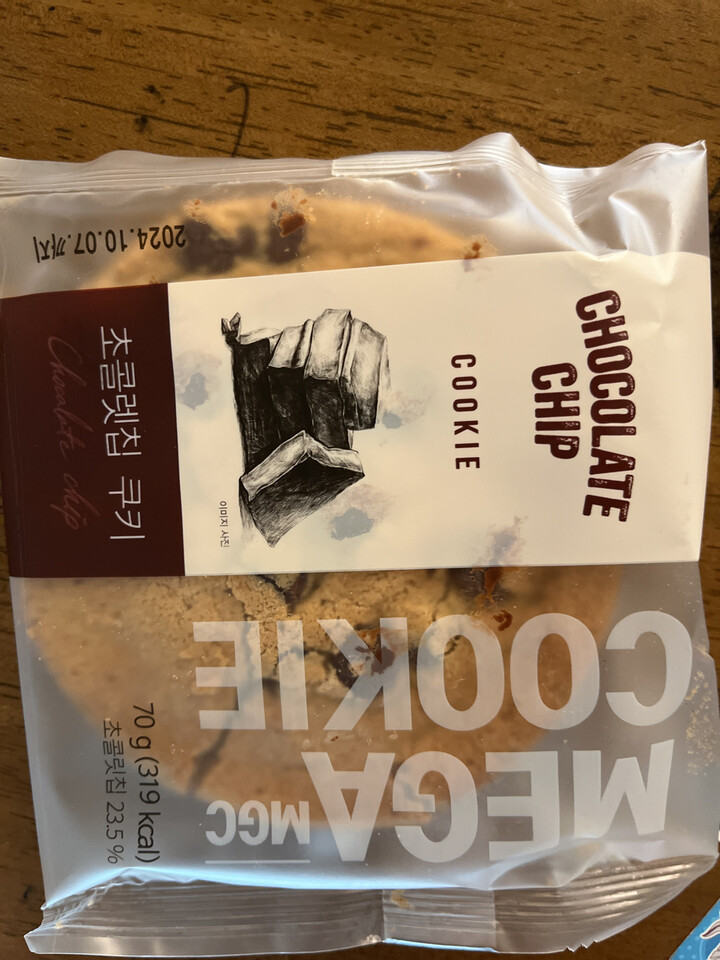 CHOCOLATE
CHIP
COOKIE
이미지 사진
초콜렛칩 쿠키
Chocolate chip
2024.10.07.까지
MEGA MGC
COOKIE
70 g (319 kcal)
초콜렛칩 23.5 %